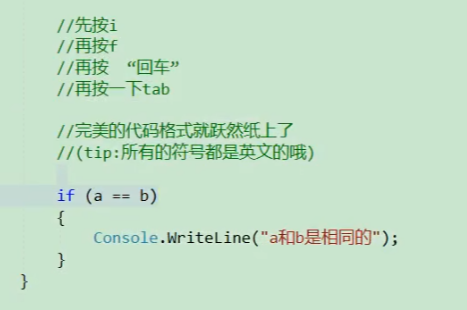 //先按i
//再按f
//再按 “回车”
//再按一下tab
//完美的代码格式就跃然纸上了
//(tip:所有的符号都是英文的哦)
if (a == b)
{
Console.WriteLine("a和b是相同的");
}
}